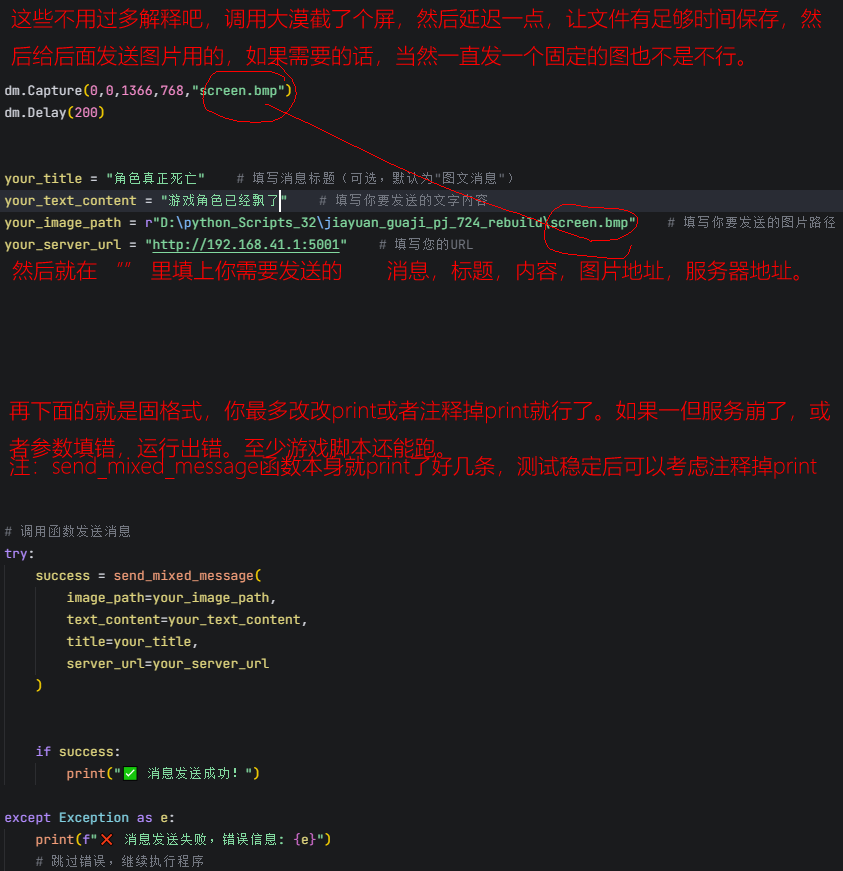 这些不用过多解释吧，调用大漠截了个屏，然后延迟一点，让文件有足够时间保存，然
后给后面发送图片用的，如果需要的话，当然一直发一个固定的图也不是不行。
dm.Capture(0,0,1366,768,"screen.bmp")
dm.Delay(200)
your_title = "角色真正死亡"    # 填写消息标题（可选，默认为"图文消息"）
your_text_content = "游戏角色已经飘了"    # 填写你要发送的文字内容
your_image_path = r"D:\python_Scripts_32\jiayuan_guaji_pj_724_rebuild\screen.bmp"    # 填写你要发送的图片路径
your_server_url = "http://192.168.41.1:5001"    # 填写您的URL
然后就在 “” 里填上你需要发送的    消息，标题，内容，图片地址，服务器地址。
再下面的就是固格式，你最多改改print或者注释掉print就行了。如果一但服务崩了，或
者参数填错，运行出错。至少游戏脚本还能跑。
注：send_mixed_message函数本身就print了好几条，测试稳定后可以考虑注释掉print
# 调用函数发送消息
try:
    success = send_mixed_message(
        image_path=your_image_path,
        text_content=your_text_content,
        title=your_title,
        server_url=your_server_url
    )
    if success:
        print("✅ 消息发送成功！")
except Exception as e:
    print(f"❌ 消息发送失败，错误信息: {e}")
    # 跳过错误，继续执行程序